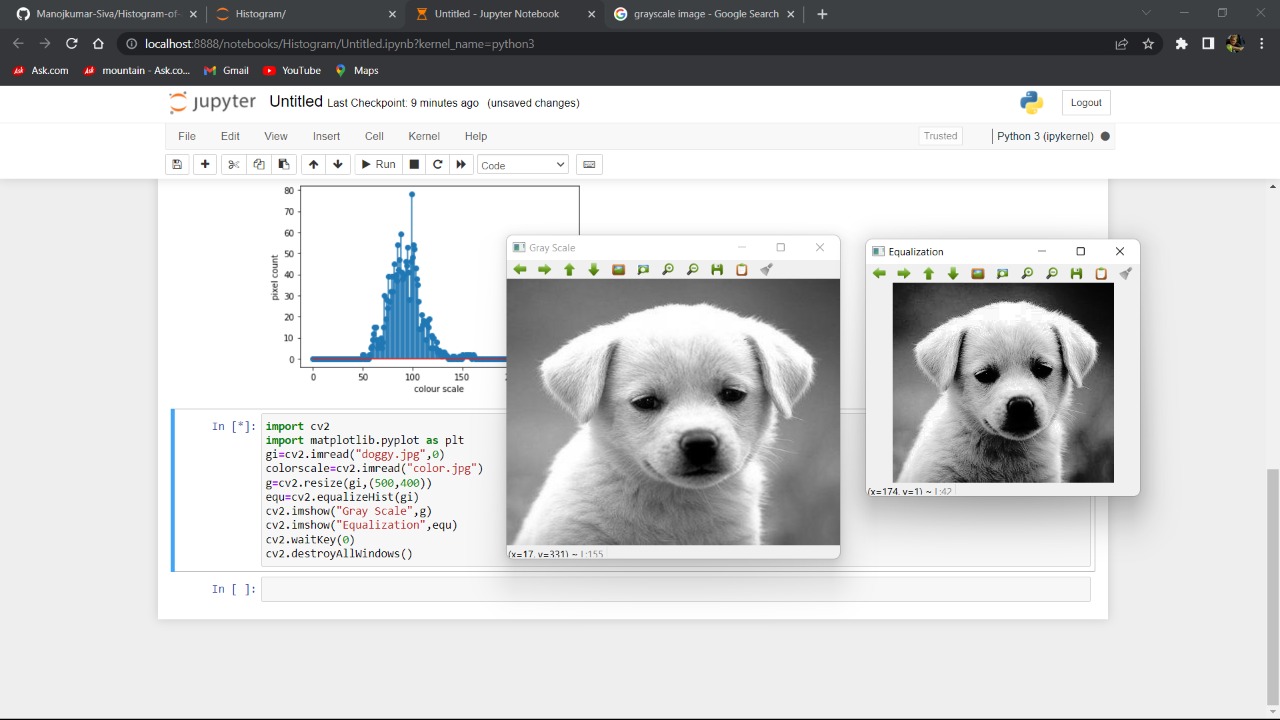 Manojkumar-Siva/Histogram-of-
Histogram/
Untitled - Jupyter Notebook
grayscale image - Google Search
localhost:8888/notebooks/Histogram/Untitled.ipynb?kernel_name=python3
Ask.com
mountain - Ask.co...
Gmail
YouTube
Maps
jupyter
Untitled Last Checkpoint: 9 minutes ago (unsaved changes)
Logout
File Edit View Insert Cell Kernel Help
Trusted
Python 3 (ipykernel)
Run
Code
80
70
60
50
40
30
20
10
0
pixel count
0 50 100 150
colour scale
Gray Scale
(x=17, y=331) ~ L:155
Equalization
(x=174, y=1) ~ L:42
In [*]:
import cv2
import matplotlib.pyplot as plt
gi=cv2.imread("doggy.jpg",0)
colorscale=cv2.imread("color.jpg")
g=cv2.resize(gi,(500,400))
equ=cv2.equalizeHist(gi)
cv2.imshow("Gray Scale",g)
cv2.imshow("Equalization",equ)
cv2.waitKey(0)
cv2.destroyAllWindows()
In [ ]: